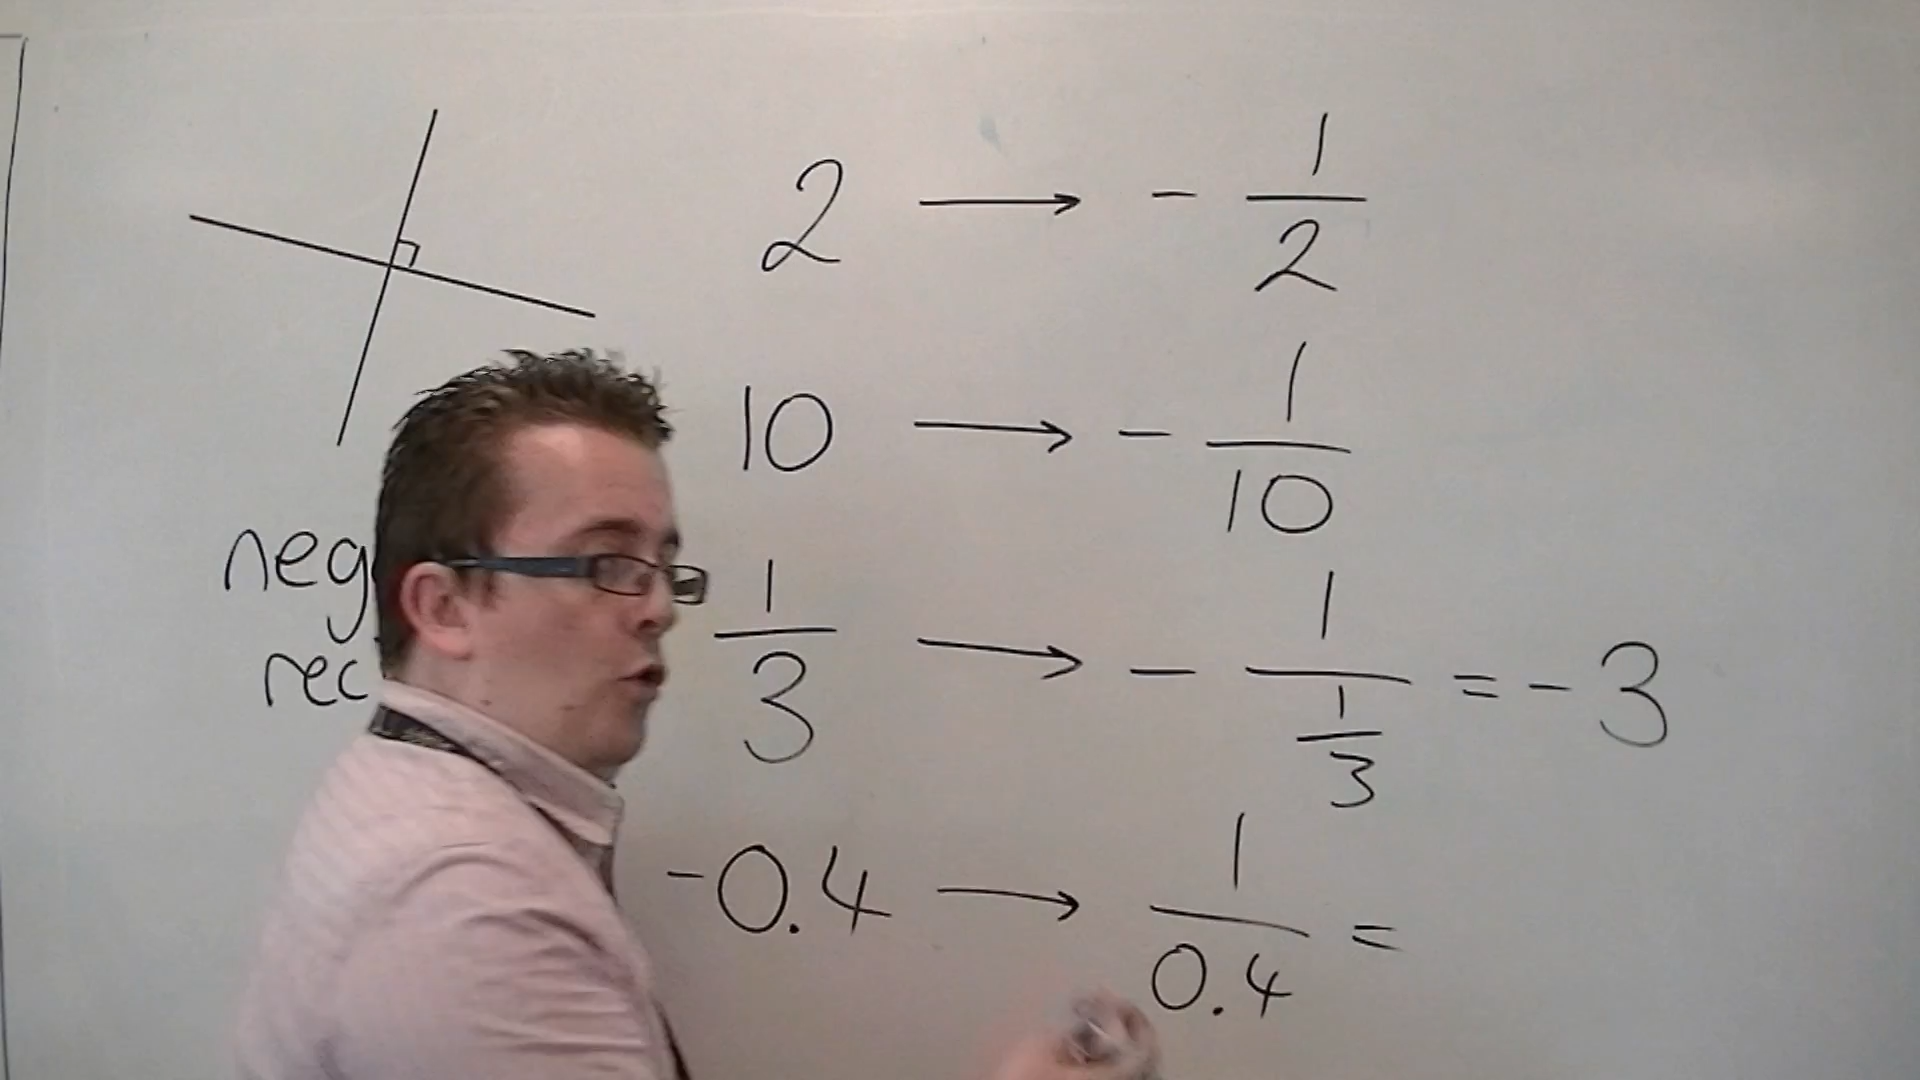 2 → - 1/2
10 → - 1/10
neg
rec
1/3 → - 1/(1/3) = - 3
-0.4 → 1/0.4 =